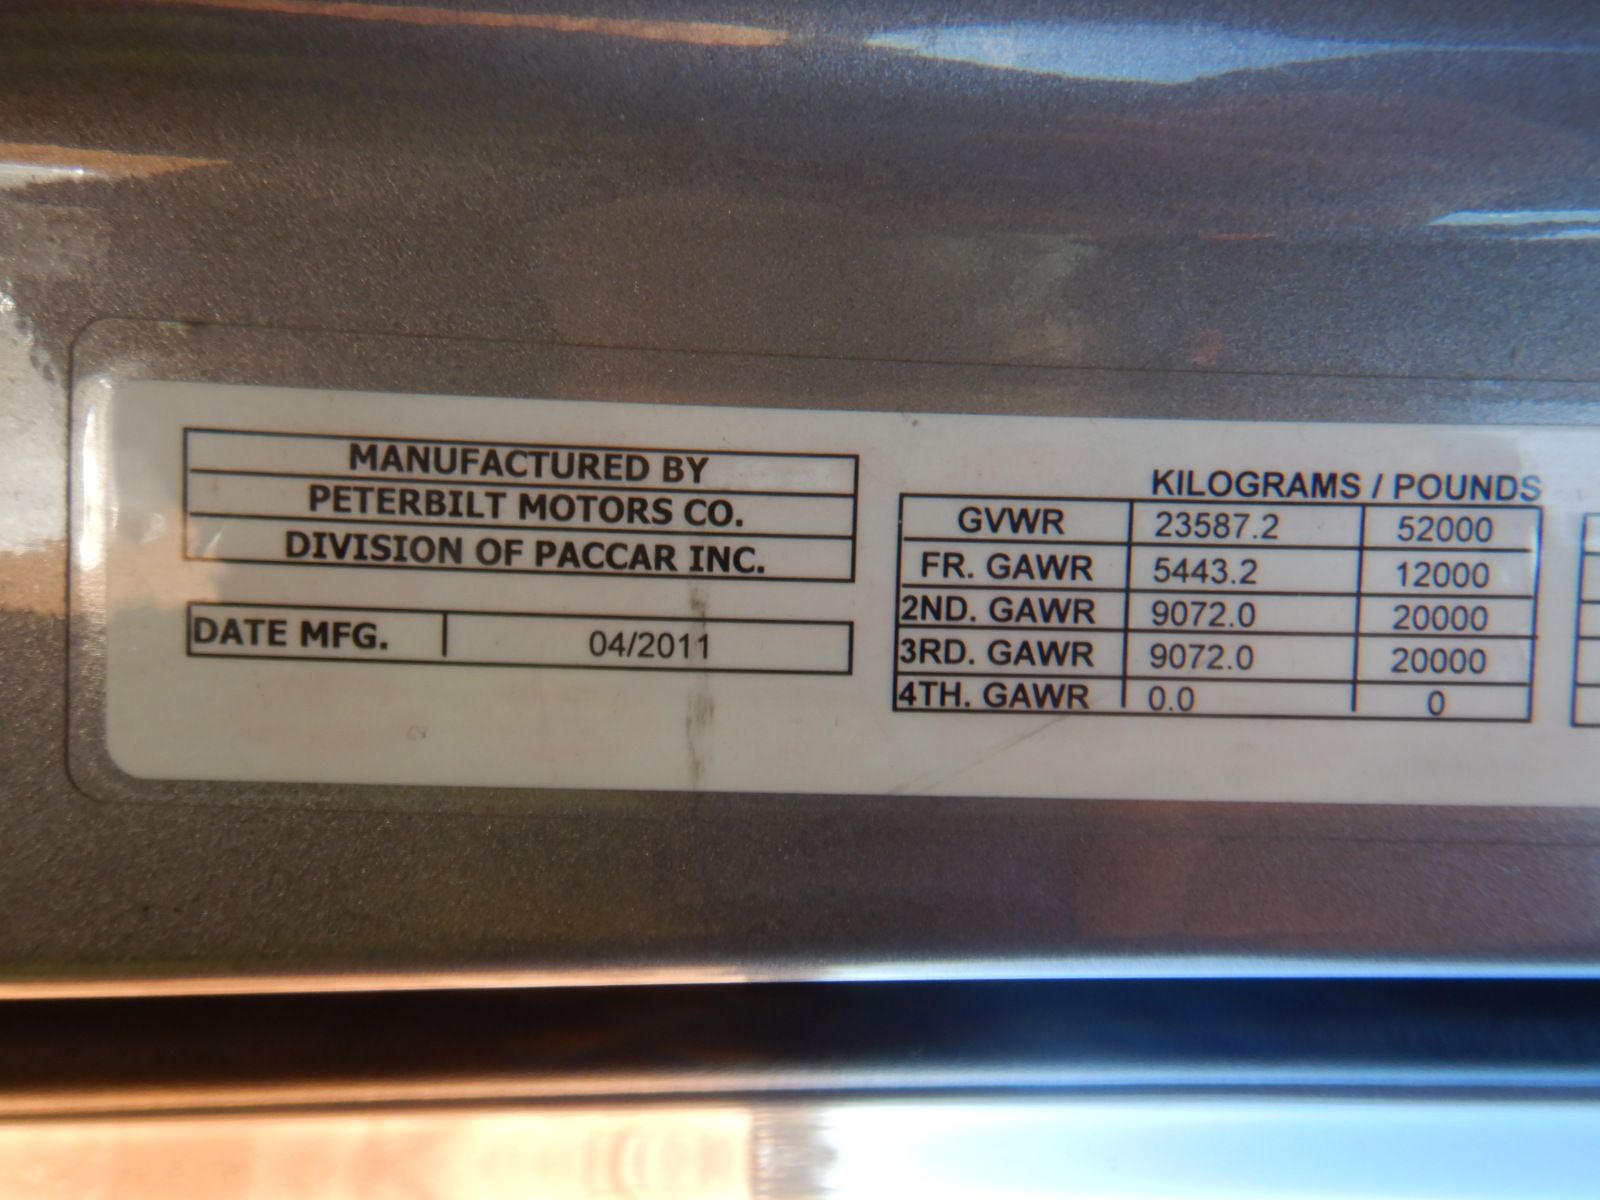 MANUFACTURED BY
PETERBILT MOTORS CO.
DIVISION OF PACCAR INC.
DATE MFG. 04/2011
KILOGRAMS / POUNDS
GVWR 23587.2 52000
FR. GAWR 5443.2 12000
2ND. GAWR 9072.0 20000
3RD. GAWR 9072.0 20000
4TH. GAWR 0.0 0